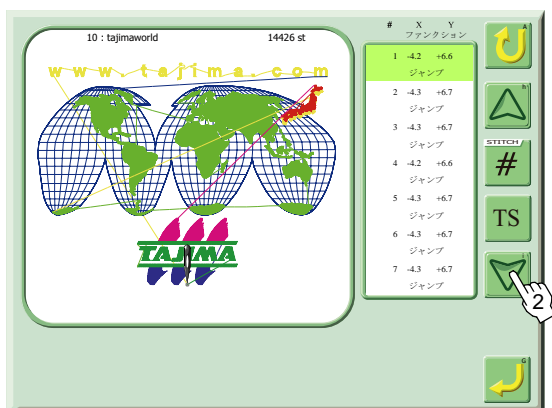 10 : tajimaworld 14426 st
www.tajima.com
TAJIMA
# X Y
ファンクション
1 -4.2 +6.6
ジャンプ
2 -4.3 +6.7
ジャンプ
3 -4.3 +6.7
ジャンプ
4 -4.2 +6.6
ジャンプ
5 -4.3 +6.7
ジャンプ
6 -4.3 +6.7
ジャンプ
7 -4.3 +6.7
ジャンプ
A
h
STITCH
#
TS
2
G